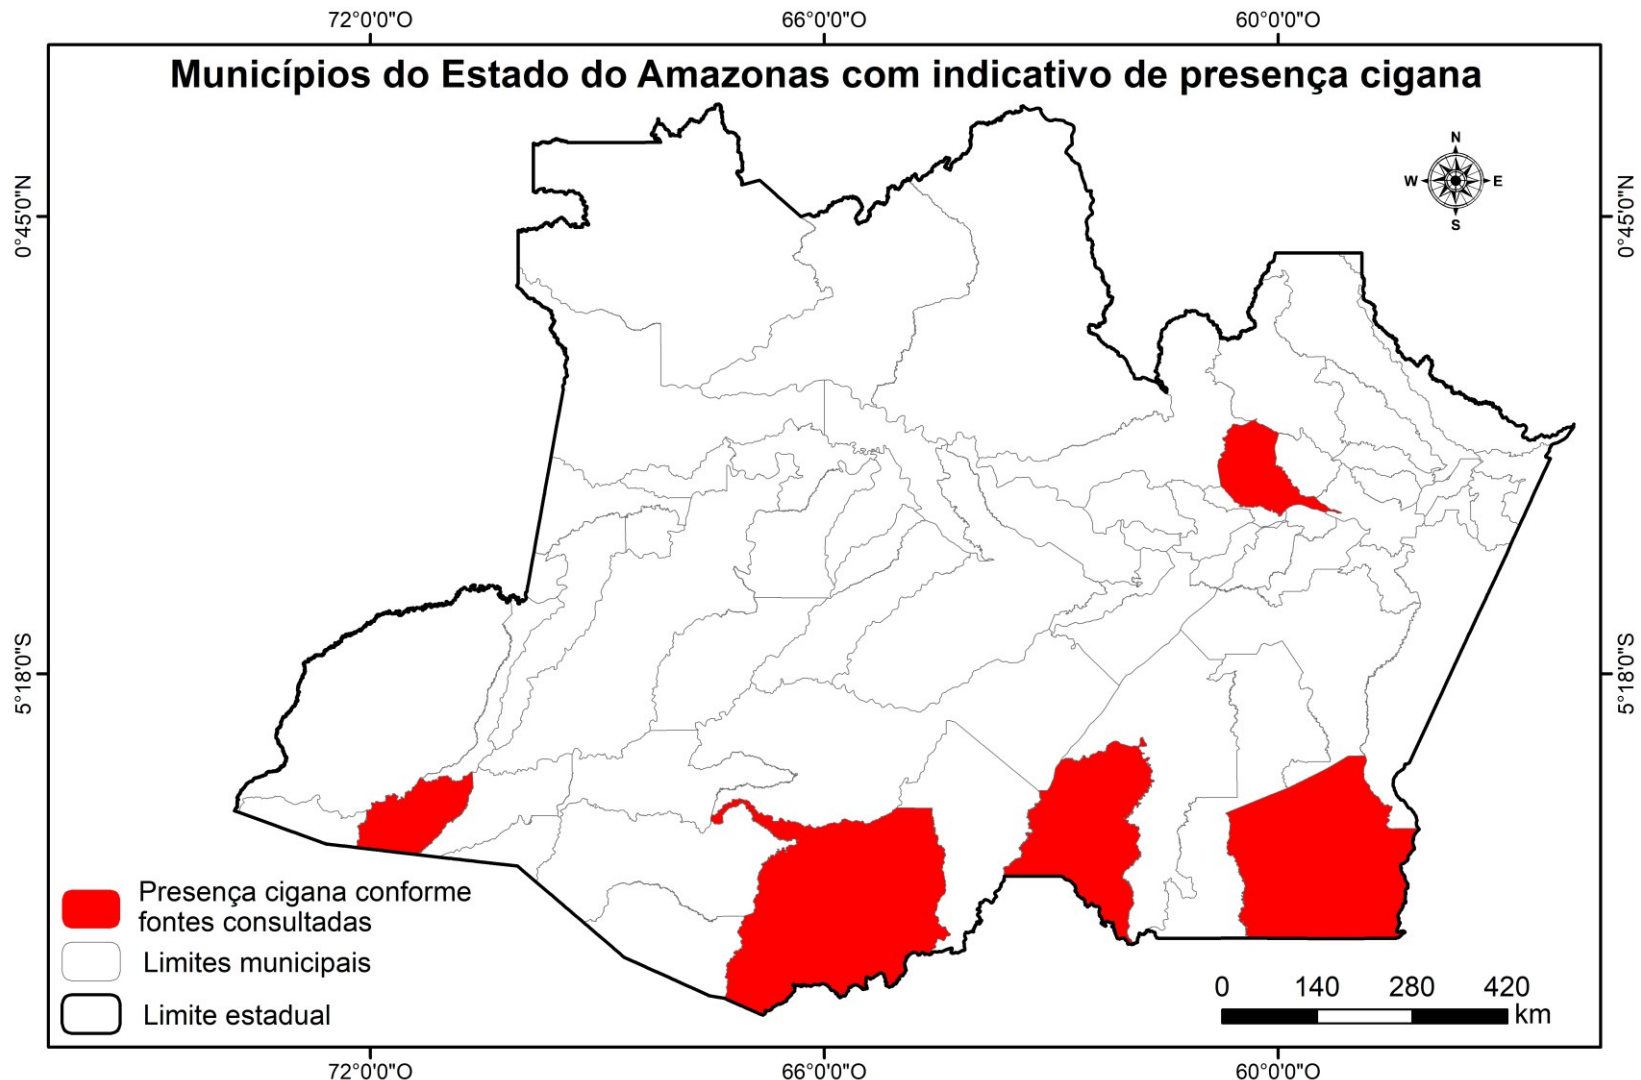 72°0'0"O 66°0'0"O 60°0'0"O
Municípios do Estado do Amazonas com indicativo de presença cigana
N
W E
S
0°45'0"N 0°45'0"N
5°18'0"S 5°18'0"S
Presença cigana conforme
fontes consultadas
Limites municipais
Limite estadual
0 140 280 420
km
72°0'0"O 66°0'0"O 60°0'0"O